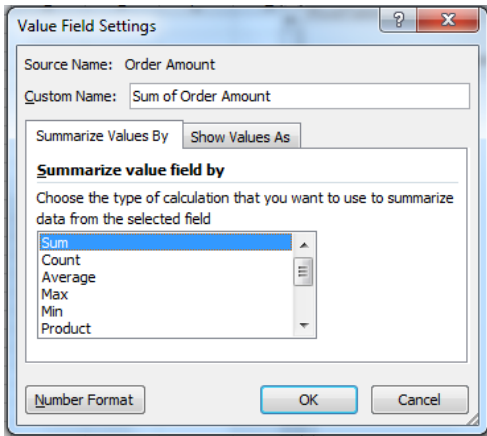 Value Field Settings
Source Name: Order Amount
Custom Name: Sum of Order Amount
Summarize Values By Show Values As
Summarize value field by
Choose the type of calculation that you want to use to summarize
data from the selected field
Sum
Count
Average
Max
Min
Product
Number Format OK Cancel